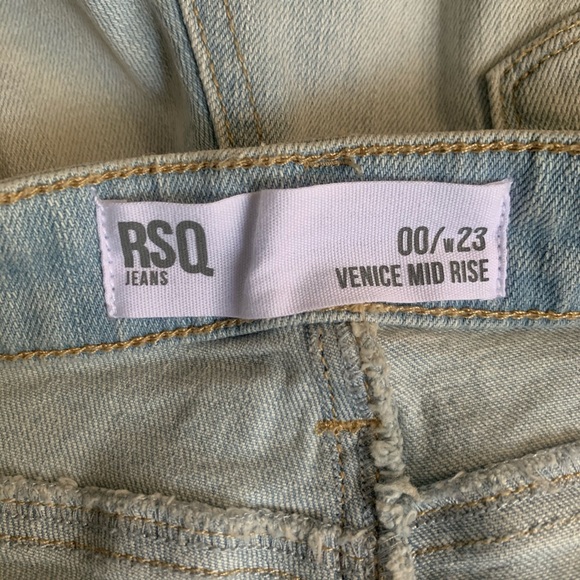 RSQ
JEANS
00/w23
VENICE MID RISE